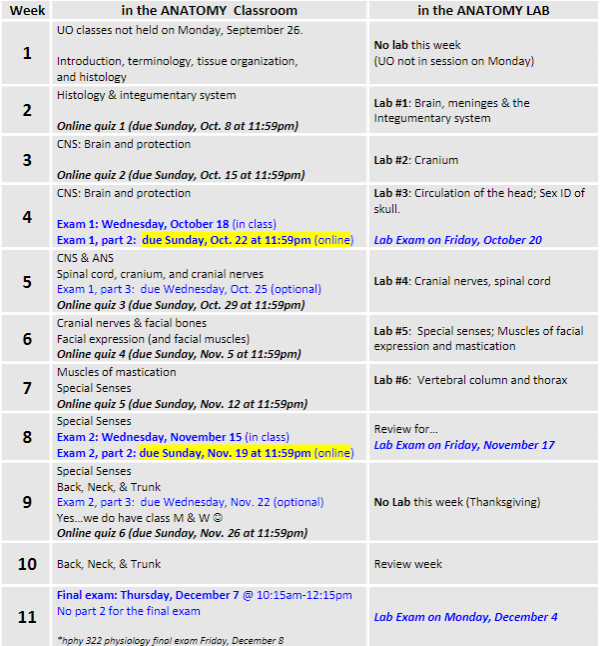 Week in the ANATOMY Classroom in the ANATOMY LAB
1
UO classes not held on Monday, September 26.
Introduction, terminology, tissue organization,
and histology
No lab this week
(UO not in session on Monday)
2
Histology & integumentary system
Online quiz 1 (due Sunday, Oct. 8 at 11:59pm)
Lab #1: Brain, meninges & the
Integumentary system
3
CNS: Brain and protection
Online quiz 2 (due Sunday, Oct. 15 at 11:59pm)
Lab #2: Cranium
4
CNS: Brain and protection
Exam 1: Wednesday, October 18 (in class)
Exam 1, part 2: due Sunday, Oct. 22 at 11:59pm (online)
Lab #3: Circulation of the head; Sex ID of
skull.
Lab Exam on Friday, October 20
5
CNS & ANS
Spinal cord, cranium, and cranial nerves
Exam 1, part 3: due Wednesday, Oct. 25 (optional)
Online quiz 3 (due Sunday, Oct. 29 at 11:59pm)
Lab #4: Cranial nerves, spinal cord
6
Cranial nerves & facial bones
Facial expression (and facial muscles)
Online quiz 4 (due Sunday, Nov. 5 at 11:59pm)
Lab #5: Special senses; Muscles of facial
expression and mastication
7
Muscles of mastication
Special Senses
Online quiz 5 (due Sunday, Nov. 12 at 11:59pm)
Lab #6: Vertebral column and thorax
8
Special Senses
Exam 2: Wednesday, November 15 (in class)
Exam 2, part 2: due Sunday, Nov. 19 at 11:59pm (online)
Review for…
Lab Exam on Friday, November 17
9
Special Senses
Back, Neck, & Trunk
Exam 2, part 3: due Wednesday, Nov. 22 (optional)
Yes…we do have class M & W ☺
Online quiz 6 (due Sunday, Nov. 26 at 11:59pm)
No Lab this week (Thanksgiving)
10
Back, Neck, & Trunk
Review week
11
Final exam: Thursday, December 7 @ 10:15am-12:15pm
No part 2 for the final exam
*hphy 322 physiology final exam Friday, December 8
Lab Exam on Monday, December 4